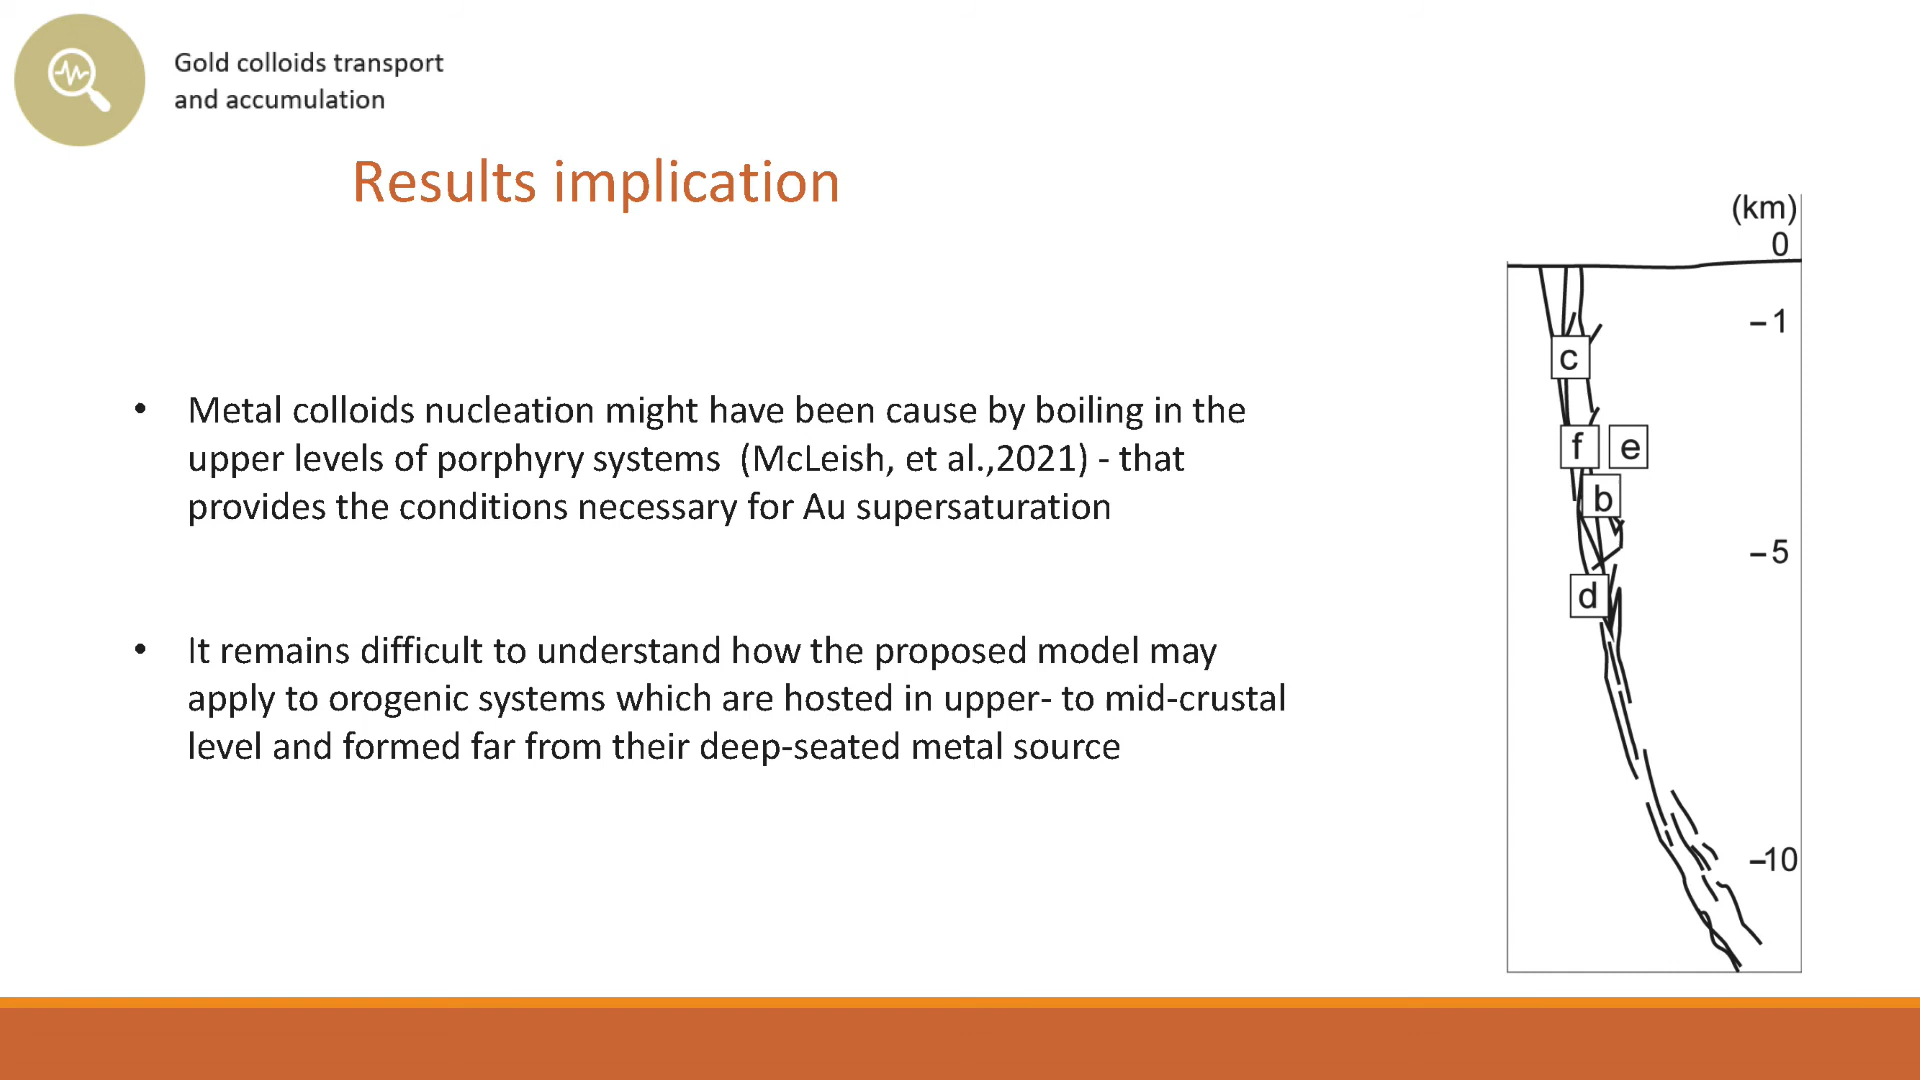 Gold colloids transport
and accumulation
Results implication
• Metal colloids nucleation might have been cause by boiling in the
upper levels of porphyry systems (McLeish, et al.,2021) - that
provides the conditions necessary for Au supersaturation
• It remains difficult to understand how the proposed model may
apply to orogenic systems which are hosted in upper- to mid-crustal
level and formed far from their deep-seated metal source
(km)
0
–1
c
f e
b
–5
d
–10